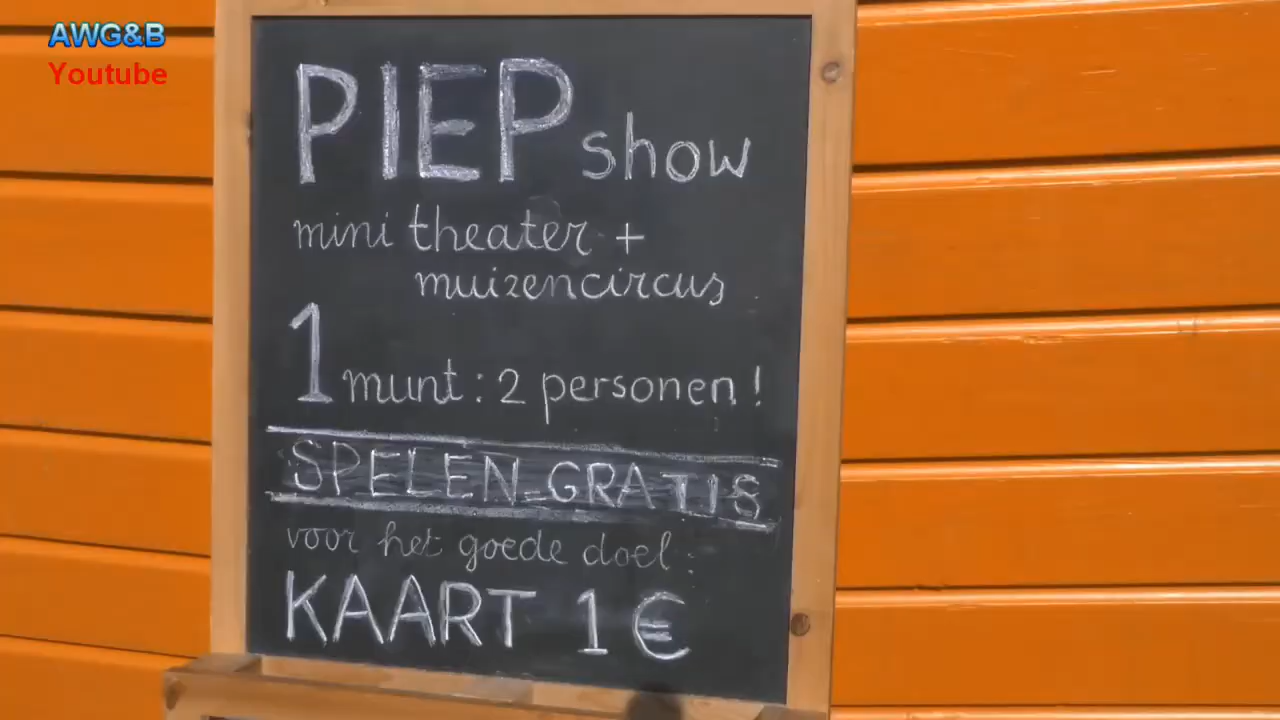 AWG&B
Youtube
PIEP show
mini theater +
muizencircus
1 munt : 2 personen !
SPELEN GRATIS
voor het goede doel :
KAART 1 €